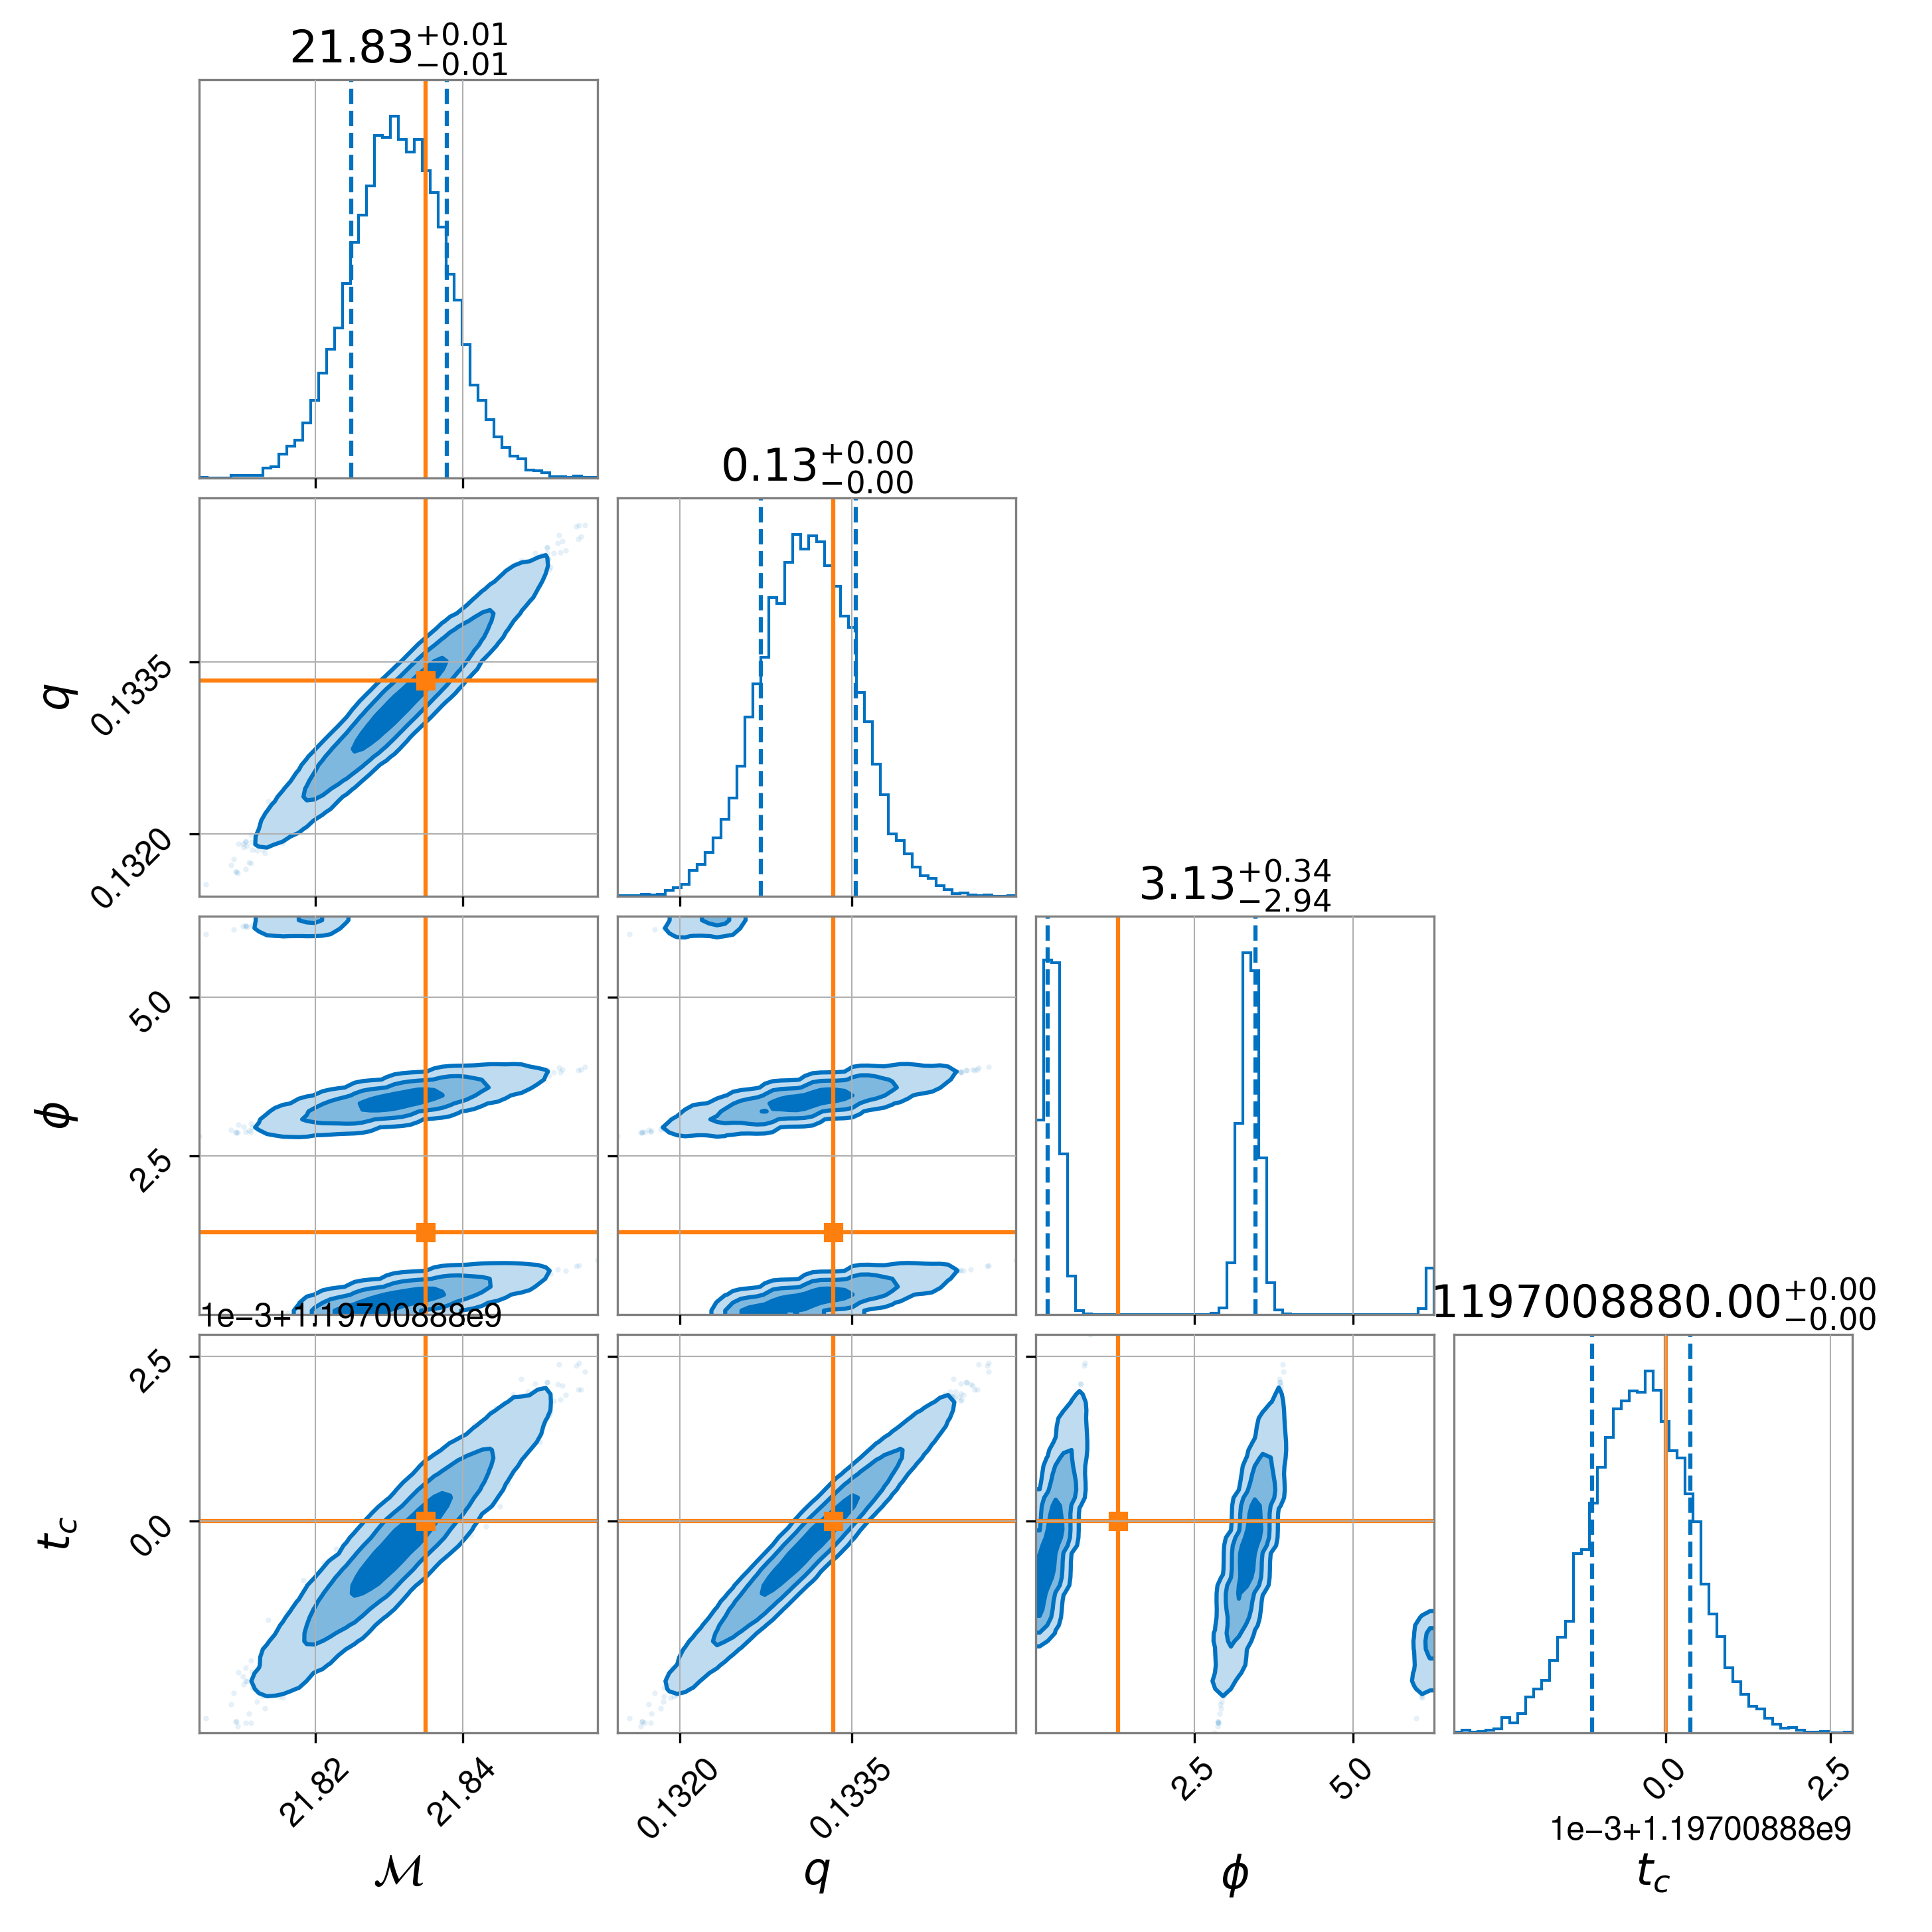 21.83 +0.01 −0.01
0.13 +0.00 −0.00
q
0.1335
0.1320
3.13 +0.34 −2.94
ϕ
5.0
2.5
1e−3+1.19700888e9
1197008880.00 +0.00 −0.00
t_c
2.5
0.0
21.82 21.84 0.1320 0.1335 2.5 5.0 0.0 2.5
1e−3+1.19700888e9
ℳ q ϕ t_c